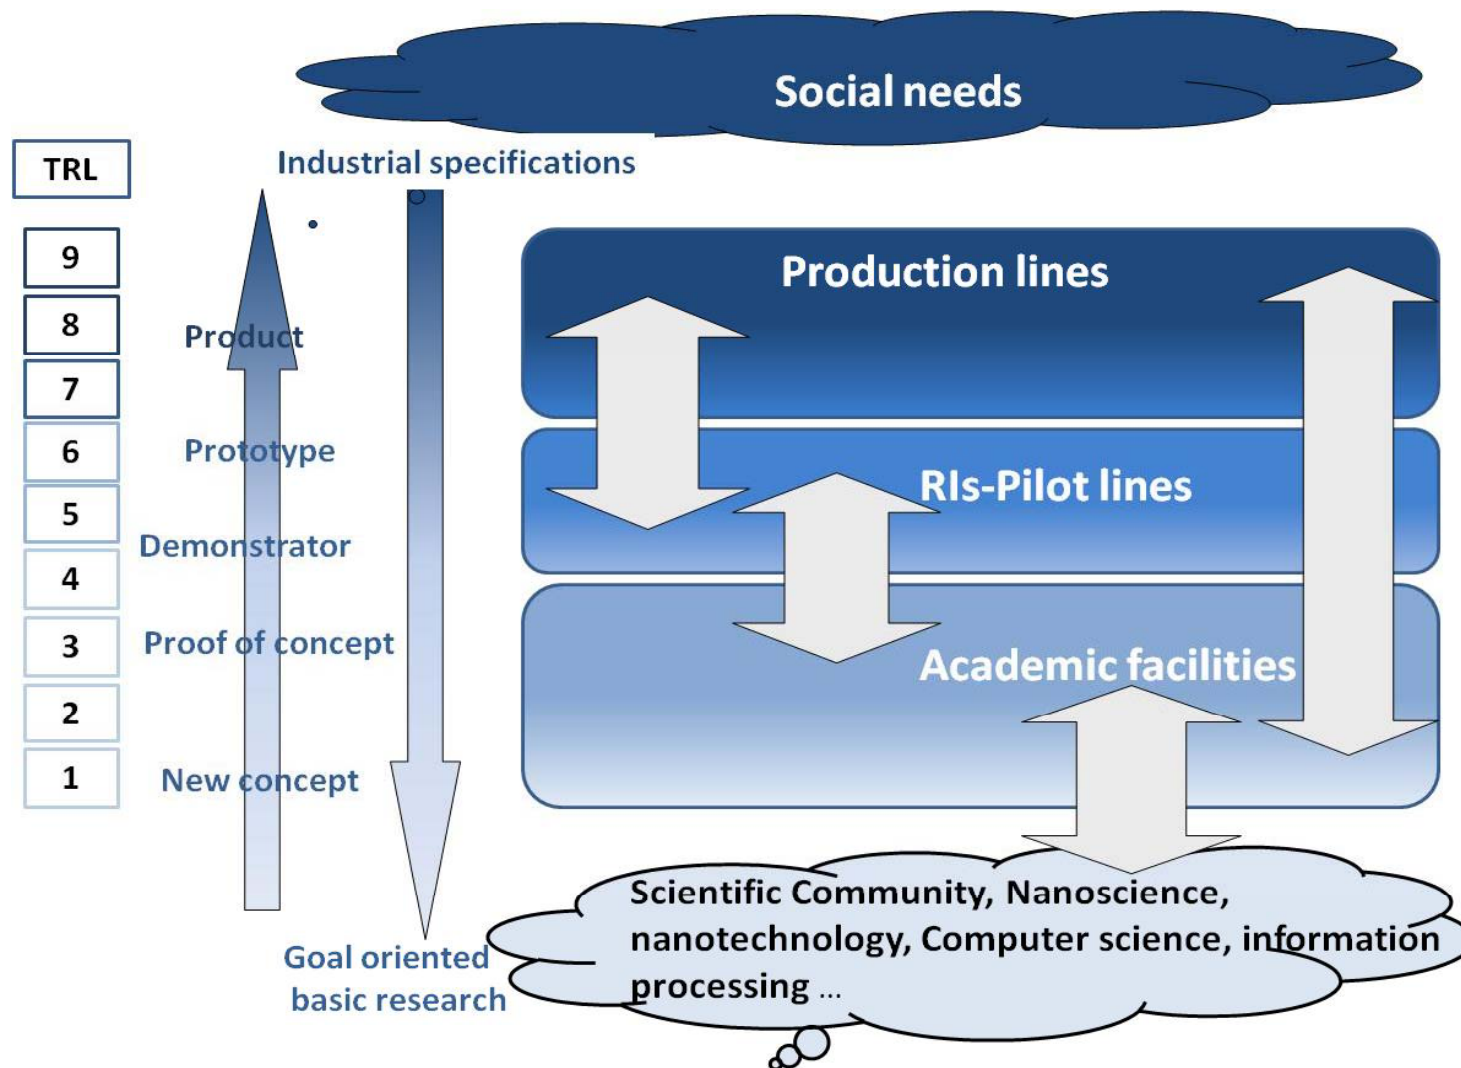 Social needs
TRL
Industrial specifications
9
Production lines
8
Product
7
6
Prototype
RIs-Pilot lines
5
Demonstrator
4
3
Proof of concept
Academic facilities
2
1
New concept
Scientific Community, Nanoscience,
nanotechnology, Computer science, information
processing ...
Goal oriented
basic research